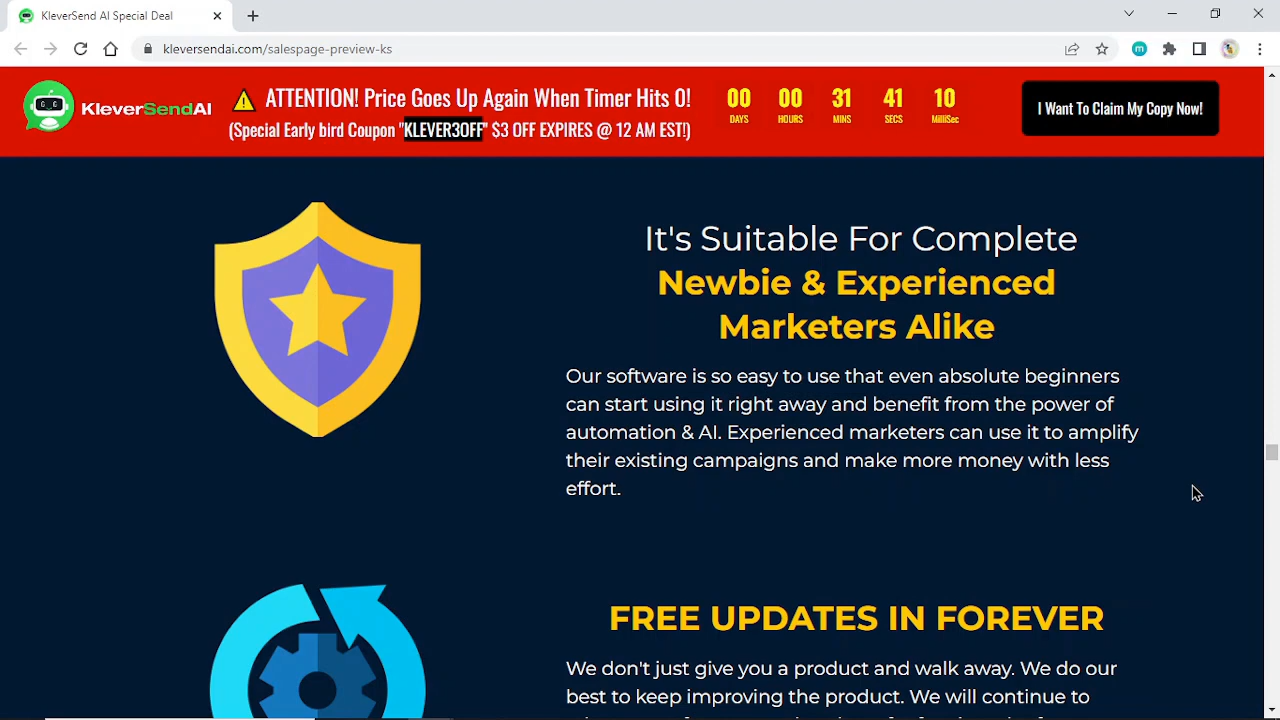 KleverSend AI Special Deal
kleversendai.com/salespage-preview-ks
m
KleverSendAI
ATTENTION! Price Goes Up Again When Timer Hits 0!
(Special Early bird Coupon "KLEVER3OFF" $3 OFF EXPIRES @ 12 AM EST!)
00 00 31 41 10
DAYS HOURS MINS SECS MilliSec
I Want To Claim My Copy Now!
It's Suitable For Complete
Newbie & Experienced
Marketers Alike
Our software is so easy to use that even absolute beginners
can start using it right away and benefit from the power of
automation & AI. Experienced marketers can use it to amplify
their existing campaigns and make more money with less
effort.
FREE UPDATES IN FOREVER
We don't just give you a product and walk away. We do our
best to keep improving the product. We will continue to